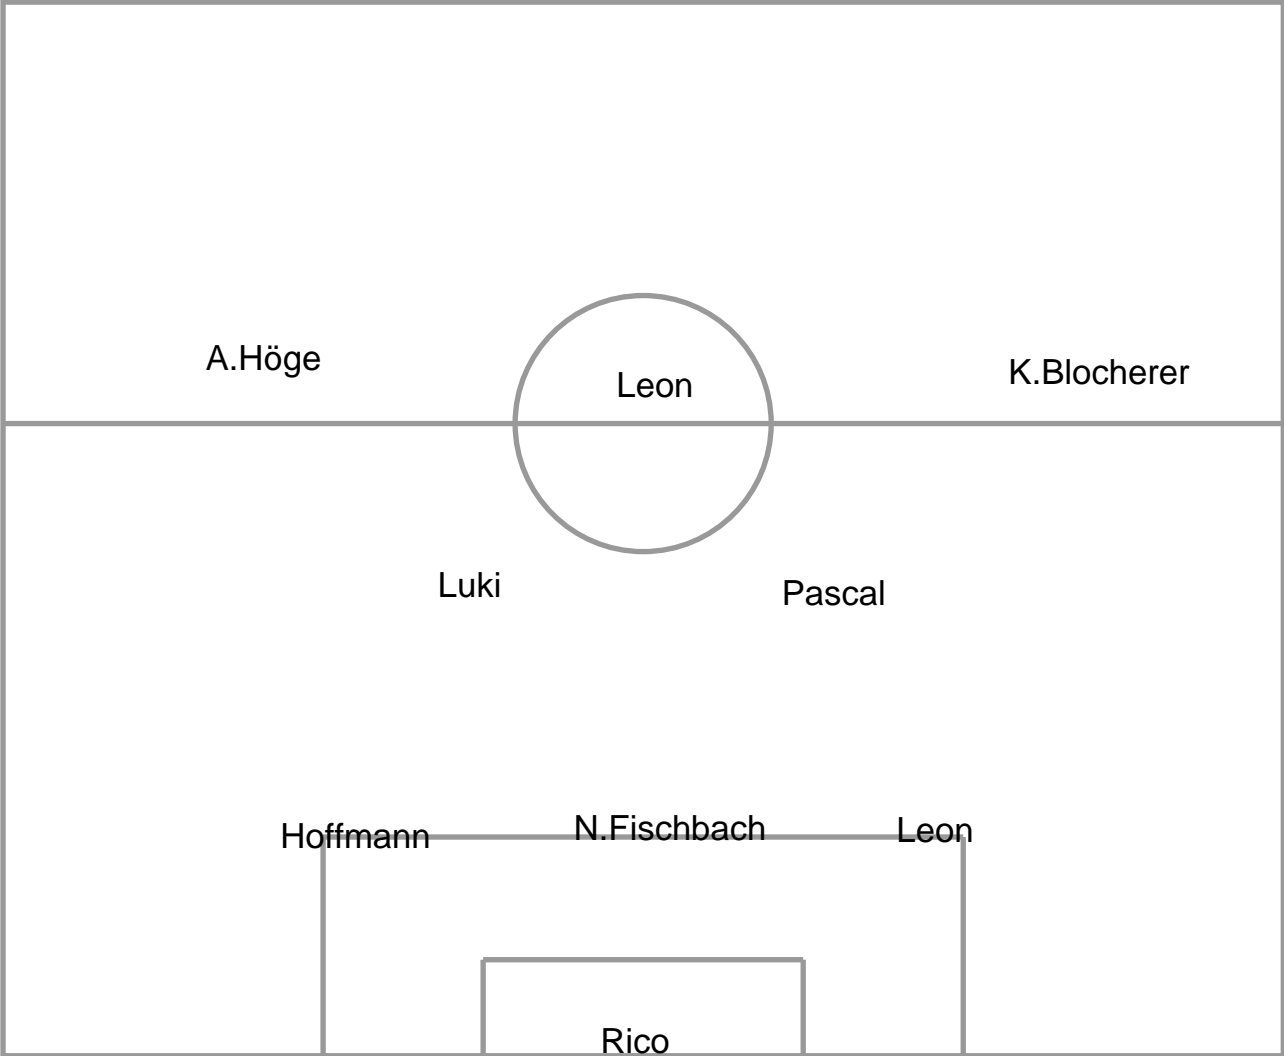 A.Höge
Leon
K.Blocherer
Luki
Pascal
Hoffmann
N.Fischbach
Leon
Rico